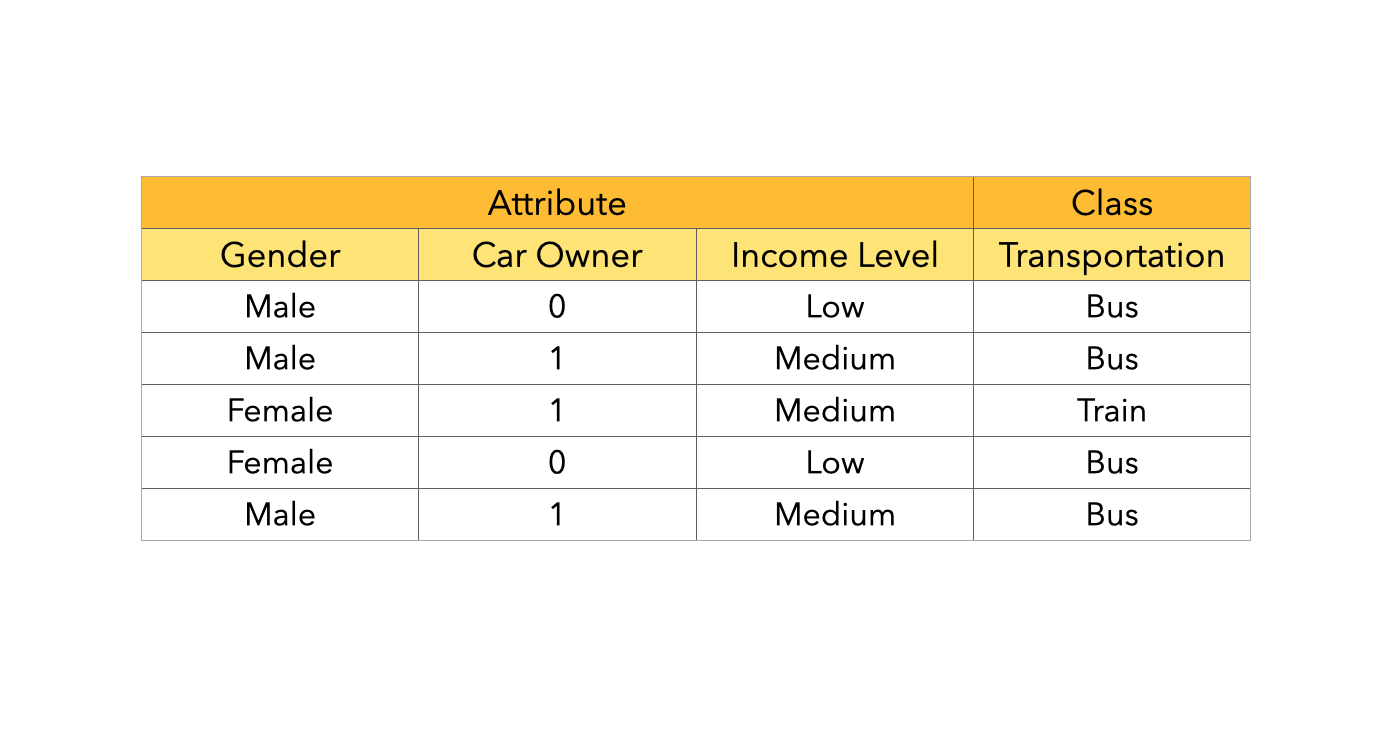 Attribute Class
Gender Car Owner Income Level Transportation
Male 0 Low Bus
Male 1 Medium Bus
Female 1 Medium Train
Female 0 Low Bus
Male 1 Medium Bus